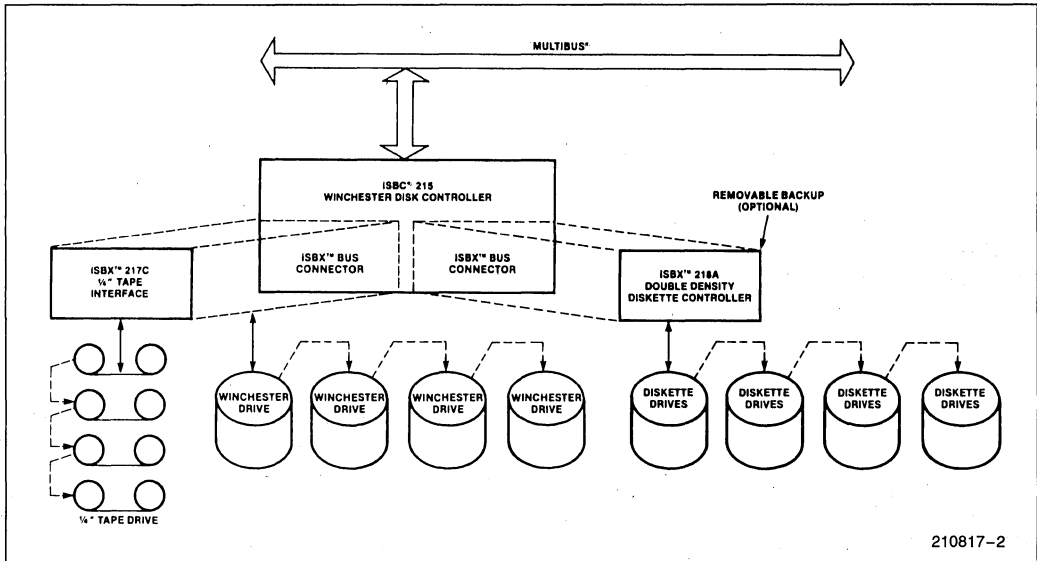 MULTIBUS*
iSBC* 215
WINCHESTER DISK CONTROLLER
REMOVABLE BACKUP
(OPTIONAL)
iSBX™ 217C
¼" TAPE
INTERFACE
iSBX™ BUS
CONNECTOR
iSBX™ BUS
CONNECTOR
iSBX™ 218A
DOUBLE DENSITY
DISKETTE CONTROLLER
WINCHESTER
DRIVE
WINCHESTER
DRIVE
WINCHESTER
DRIVE
WINCHESTER
DRIVE
DISKETTE
DRIVES
DISKETTE
DRIVES
DISKETTE
DRIVES
DISKETTE
DRIVES
¼" TAPE DRIVE
210817–2